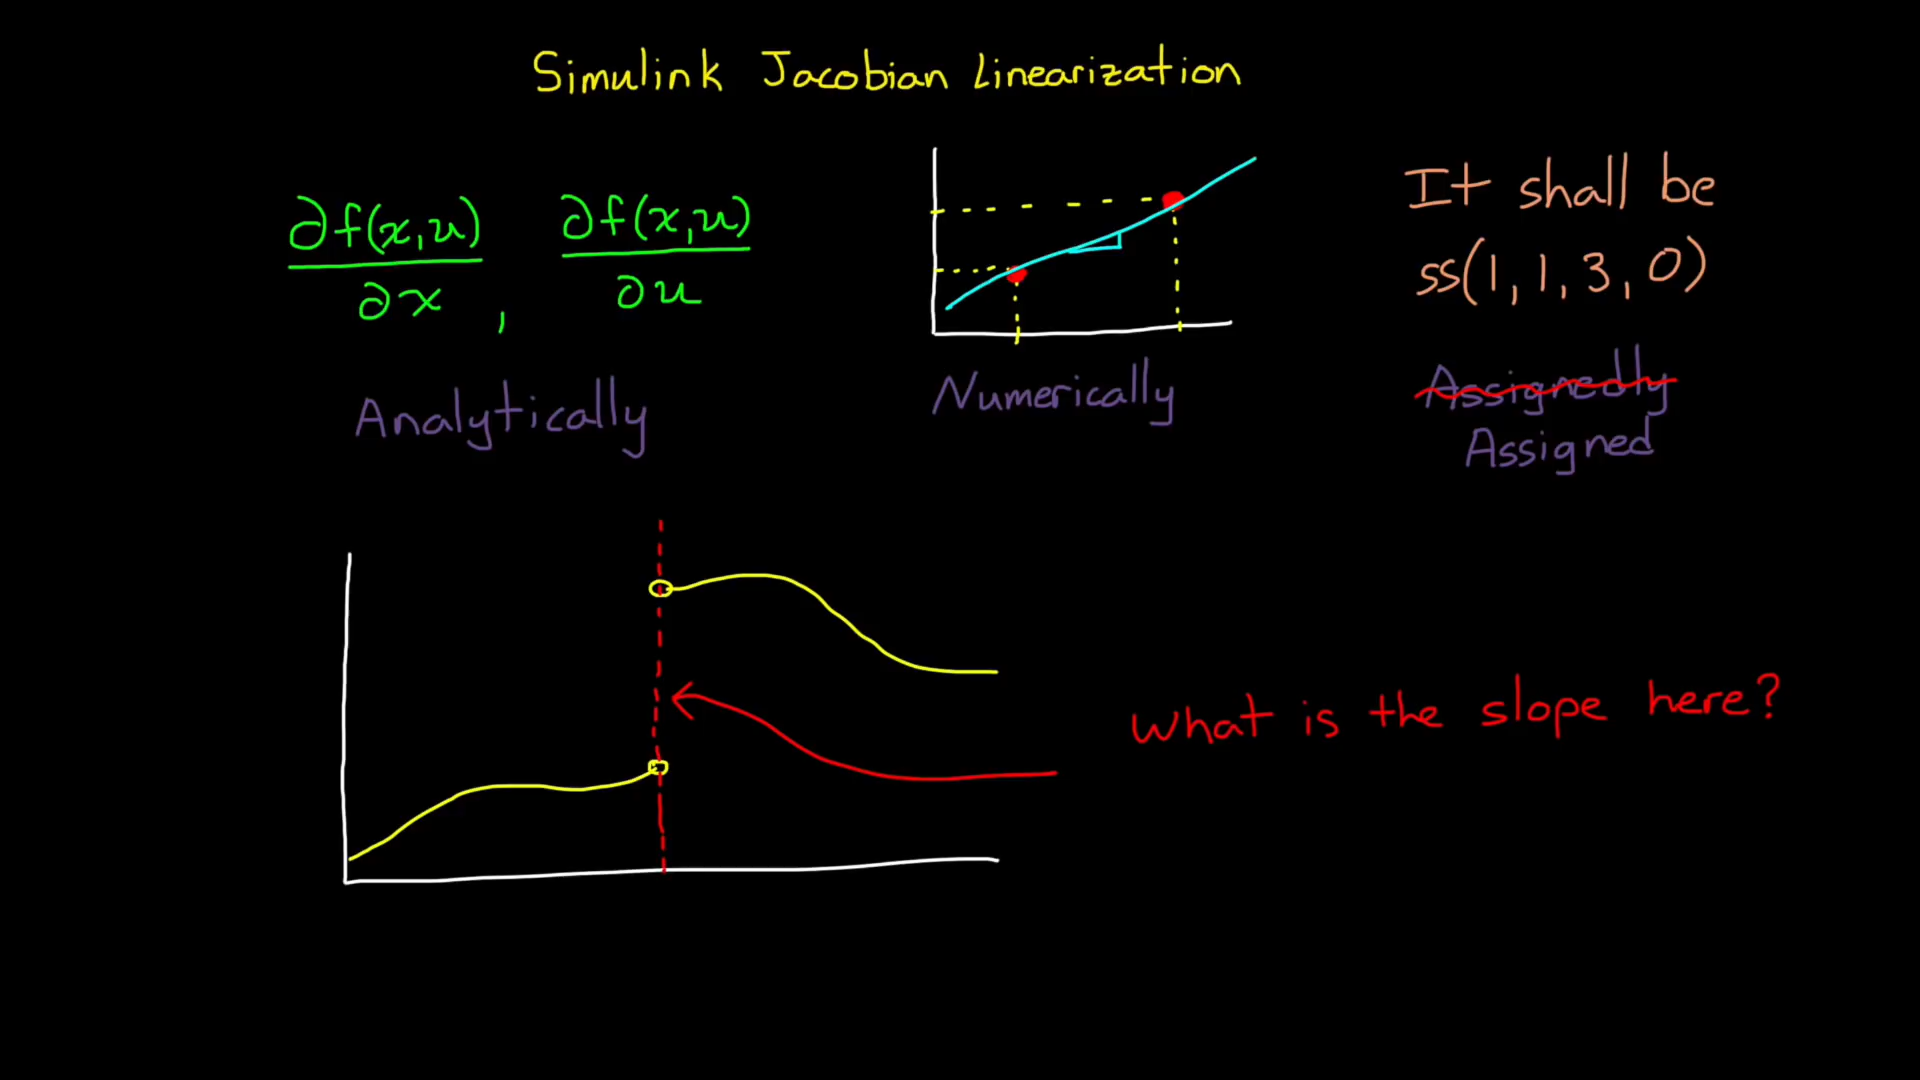 Simulink Jacobian Linearization
∂f(x,u)
∂x
,
∂f(x,u)
∂u
Analytically
Numerically
It shall be
ss(1,1,3,0)
Assignedly
Assigned
What is the slope here?